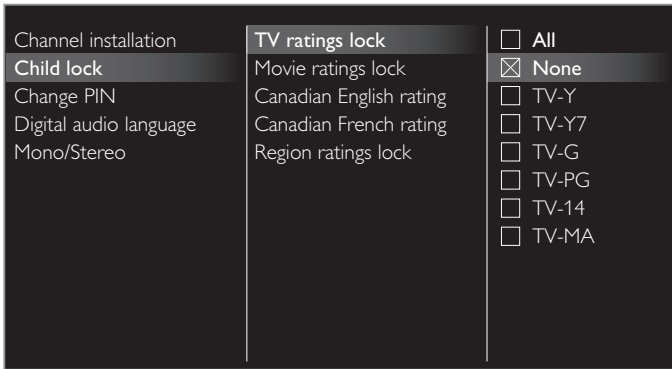 Channel installation
Child lock
Change PIN
Digital audio language
Mono/Stereo
TV ratings lock
Movie ratings lock
Canadian English rating
Canadian French rating
Region ratings lock
All
None
TV-Y
TV-Y7
TV-G
TV-PG
TV-14
TV-MA